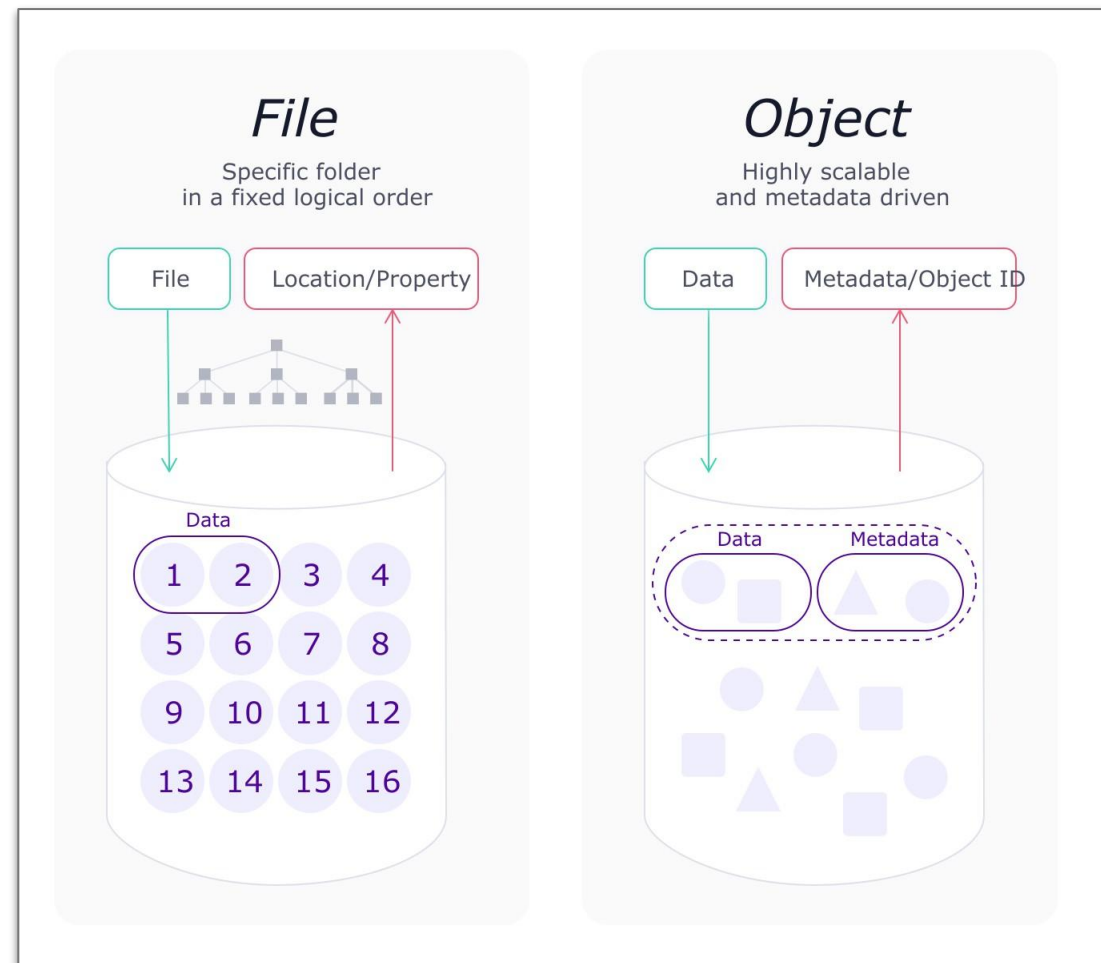 File
Specific folder
in a fixed logical order
File
Location/Property
Data
1 2 3 4
5 6 7 8
9 10 11 12
13 14 15 16
Object
Highly scalable
and metadata driven
Data
Metadata/Object ID
Data
Metadata